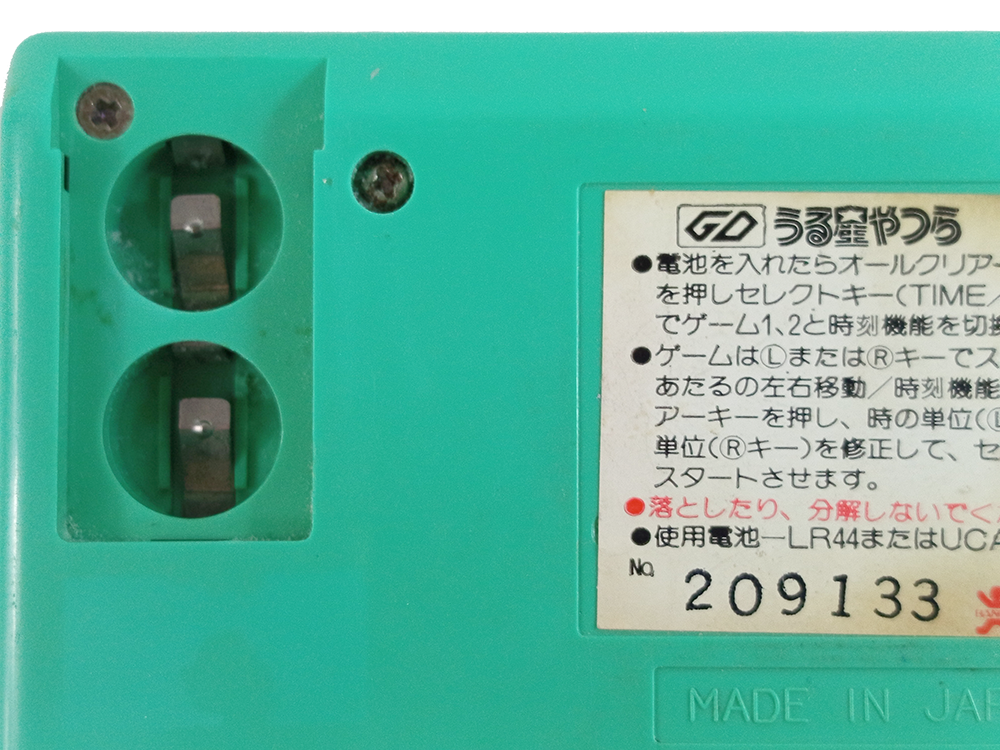 GD うる星やつら
●電池を入れたらオールクリアー
を押しセレクトキー(TIME/
でゲーム1、2と時刻機能を切換
●ゲームはⓁまたはⓇキーでス
あたるの左右移動/時刻機能
アーキーを押し、時の単位(Ⓛ
単位(Ⓡキー)を修正して、セ
スタートさせます。
●落としたり、分解しないでく
●使用電池—LR44またはUCA
No. 209133
MADE IN JAP